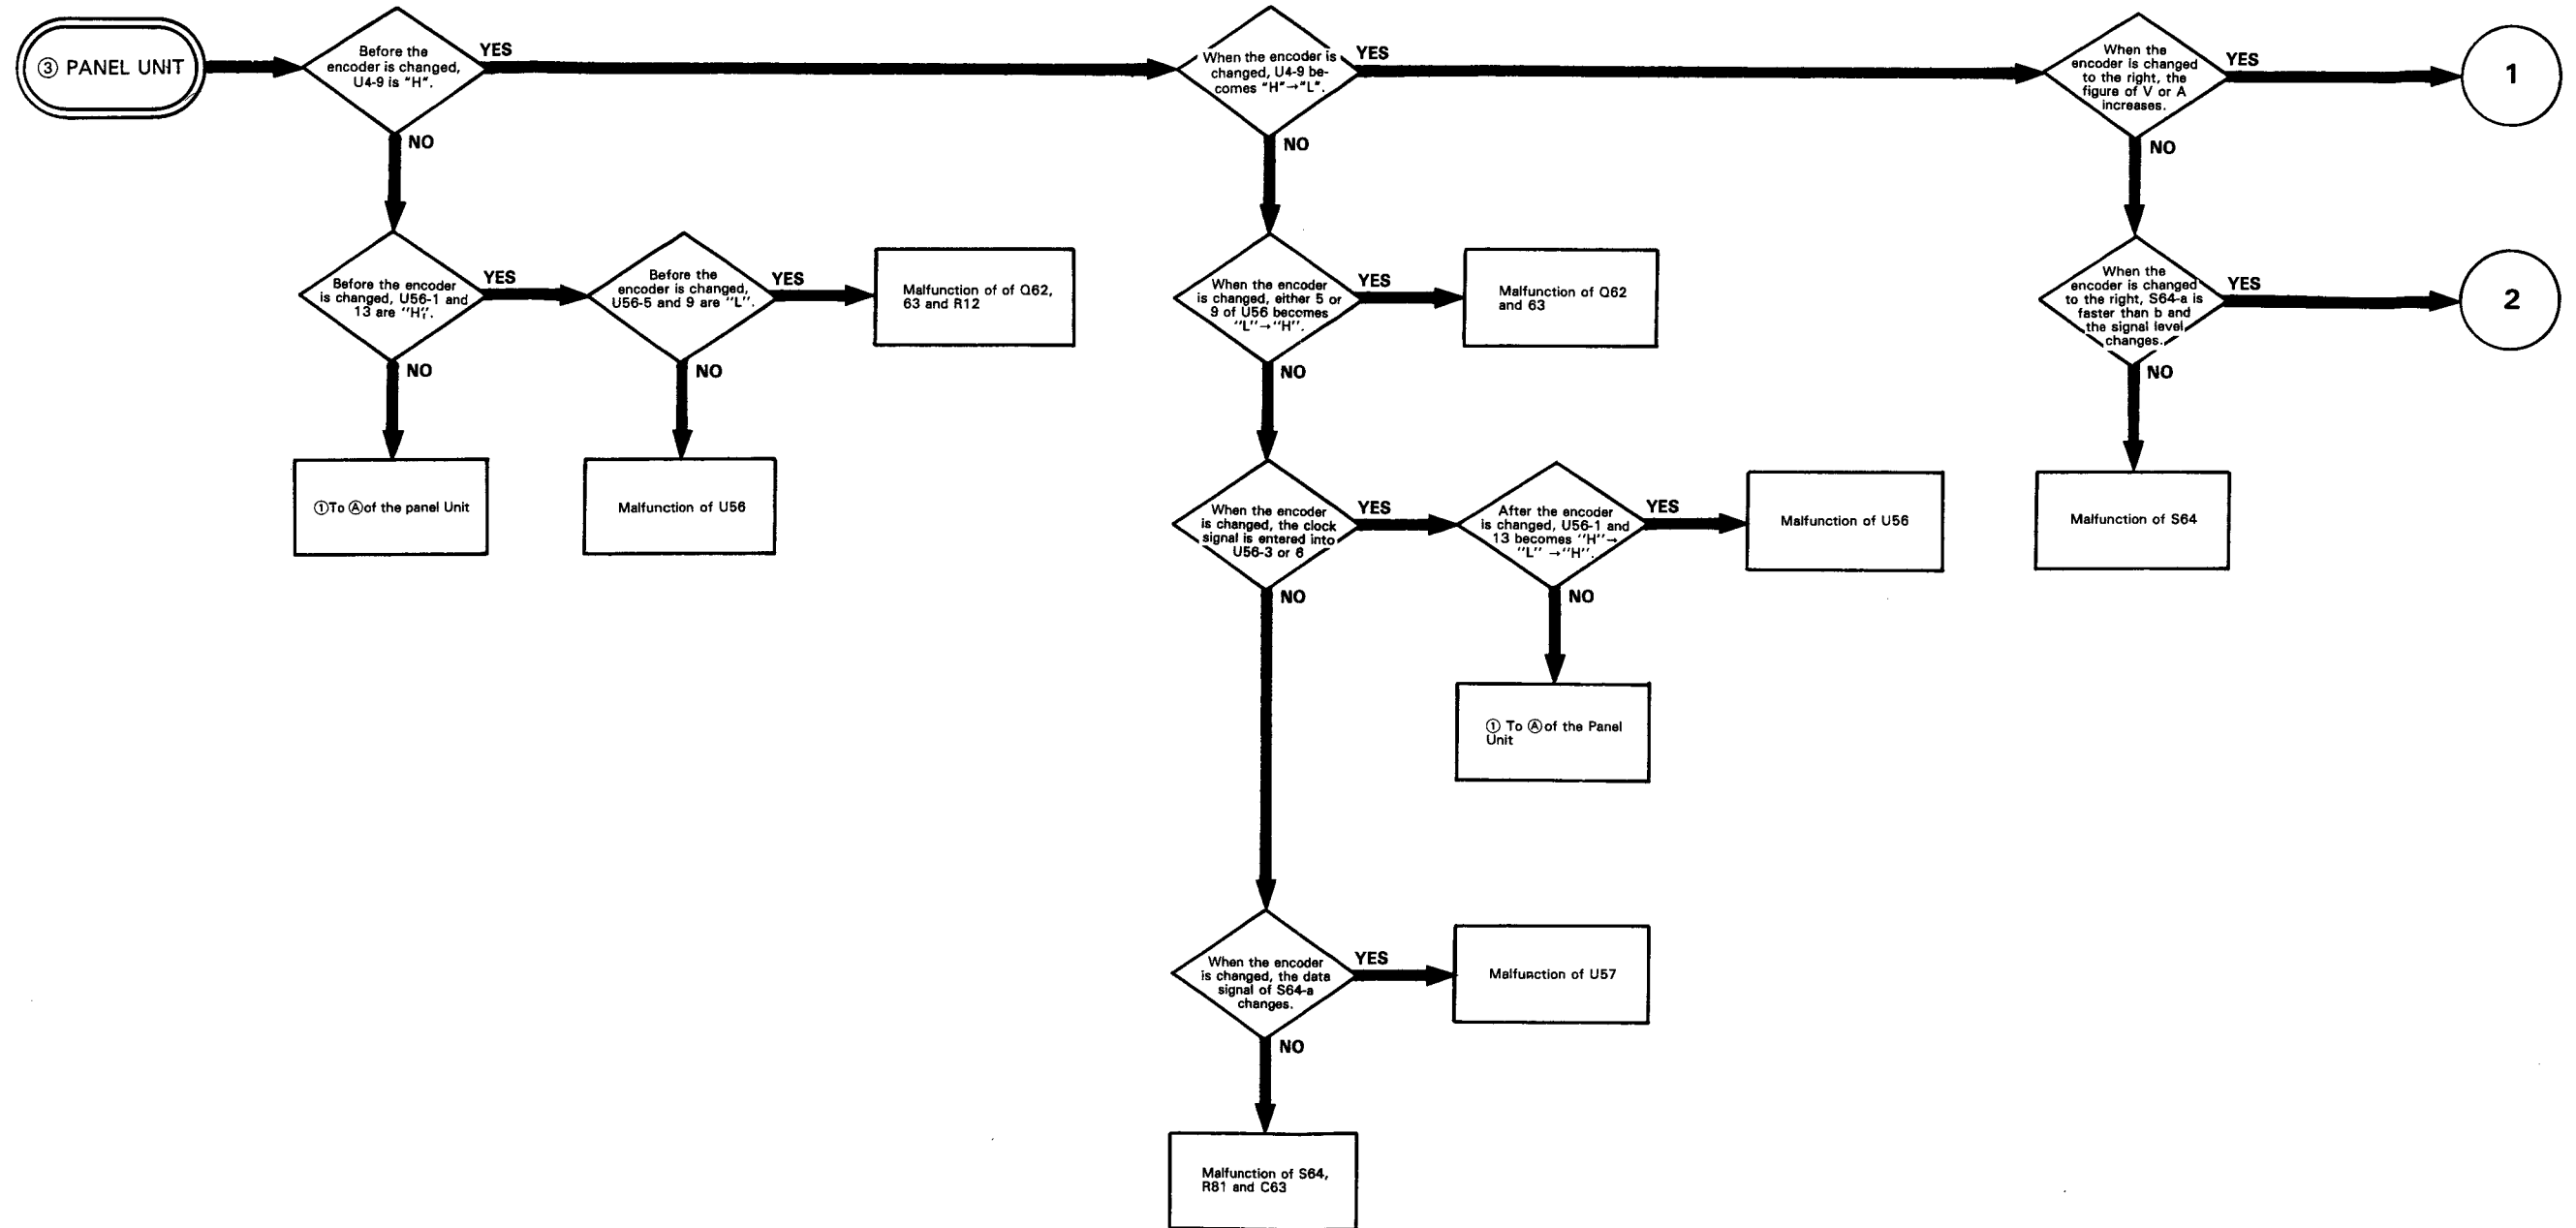 ③ PANEL UNIT
Before the
encoder is changed,
U4-9 is "H".
YES
NO
When the encoder is
changed, U4-9 be-
comes "H"→"L".
YES
NO
When the
encoder is changed
to the right, the
figure of V or A
increases.
YES
NO
1
Before the encoder
is changed, U56-1 and
13 are "H".
YES
NO
Before the
encoder is changed,
U56-5 and 9 are "L".
YES
NO
Malfunction of of Q62,
63 and R12
When the encoder
is changed, either 5 or
9 of U56 becomes
"L"→"H".
YES
NO
Malfunction of Q62
and 63
When the
encoder is changed
to the right, S64-a is
faster than b and
the signal level
changes.
YES
NO
2
①To Ⓐof the panel Unit
Malfunction of U56
When the encoder
is changed, the clock
signal is entered into
U56-3 or 6
YES
NO
After the encoder
is changed, U56-1 and
13 becomes "H"→
"L" →"H".
YES
NO
Malfunction of U56
Malfunction of S64
① To Ⓐof the Panel
Unit
When the encoder
is changed, the data
signal of S64-a
changes.
YES
NO
Malfunction of U57
Malfunction of S64,
R81 and C63